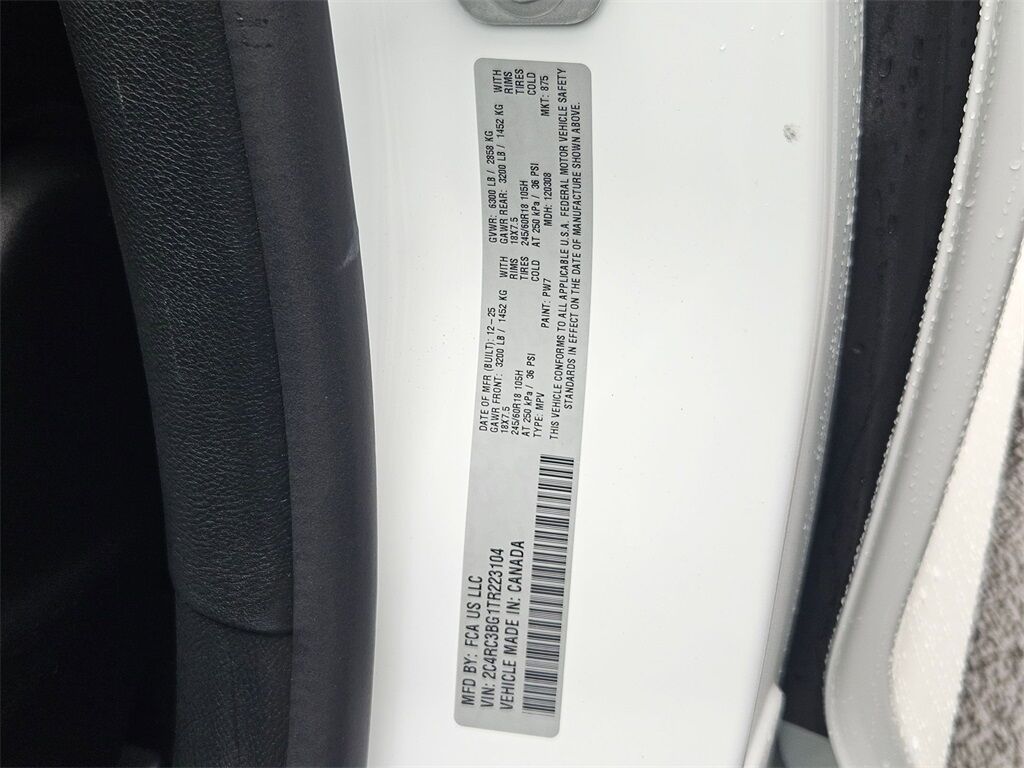 MFD BY: FCA US LLC
VIN: 2C4RC3BG1TR223104
VEHICLE MADE IN: CANADA
DATE OF MFR (BUILT): 12-25 GVWR: 6300 LB / 2858 KG
GAWR FRONT: 3200 LB / 1452 KG WITH GAWR REAR: 3200 LB / 1452 KG WITH
18X7.5 RIMS 18X7.5 RIMS
245/60R18 105H TIRES 245/60R18 105H TIRES
AT 250 kPa / 36 PSI COLD AT 250 kPa / 36 PSI COLD
TYPE: MPV PAINT: PW7 MDH: 120308 MKT: 875
THIS VEHICLE CONFORMS TO ALL APPLICABLE U.S.A. FEDERAL MOTOR VEHICLE SAFETY
STANDARDS IN EFFECT ON THE DATE OF MANUFACTURE SHOWN ABOVE.